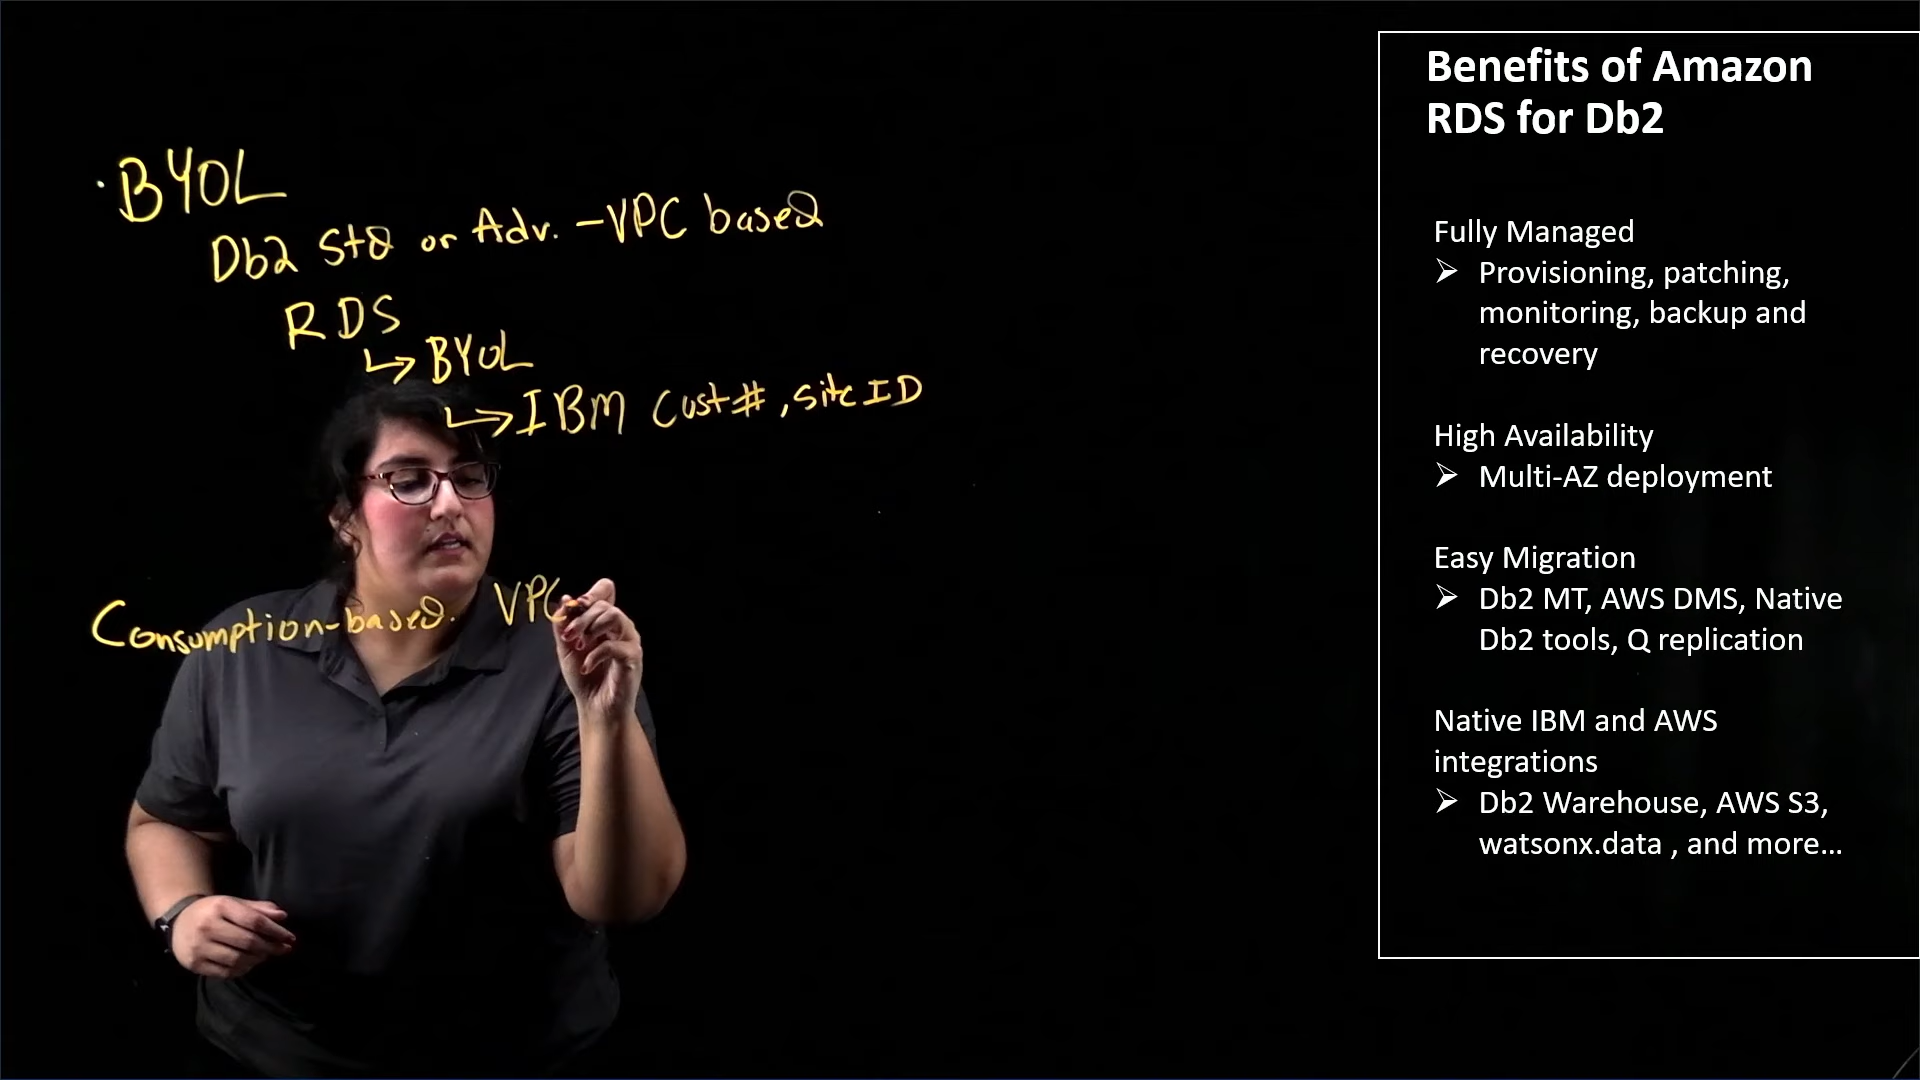 · BYOL
Db2 Std or Adv. - VPC based
RDS
↳ BYOL
↳ IBM Cust#, Site ID
Consumption-based. VPC
Benefits of Amazon
RDS for Db2
Fully Managed
➢ Provisioning, patching,
monitoring, backup and
recovery
High Availability
➢ Multi-AZ deployment
Easy Migration
➢ Db2 MT, AWS DMS, Native
Db2 tools, Q replication
Native IBM and AWS
integrations
➢ Db2 Warehouse, AWS S3,
watsonx.data , and more…